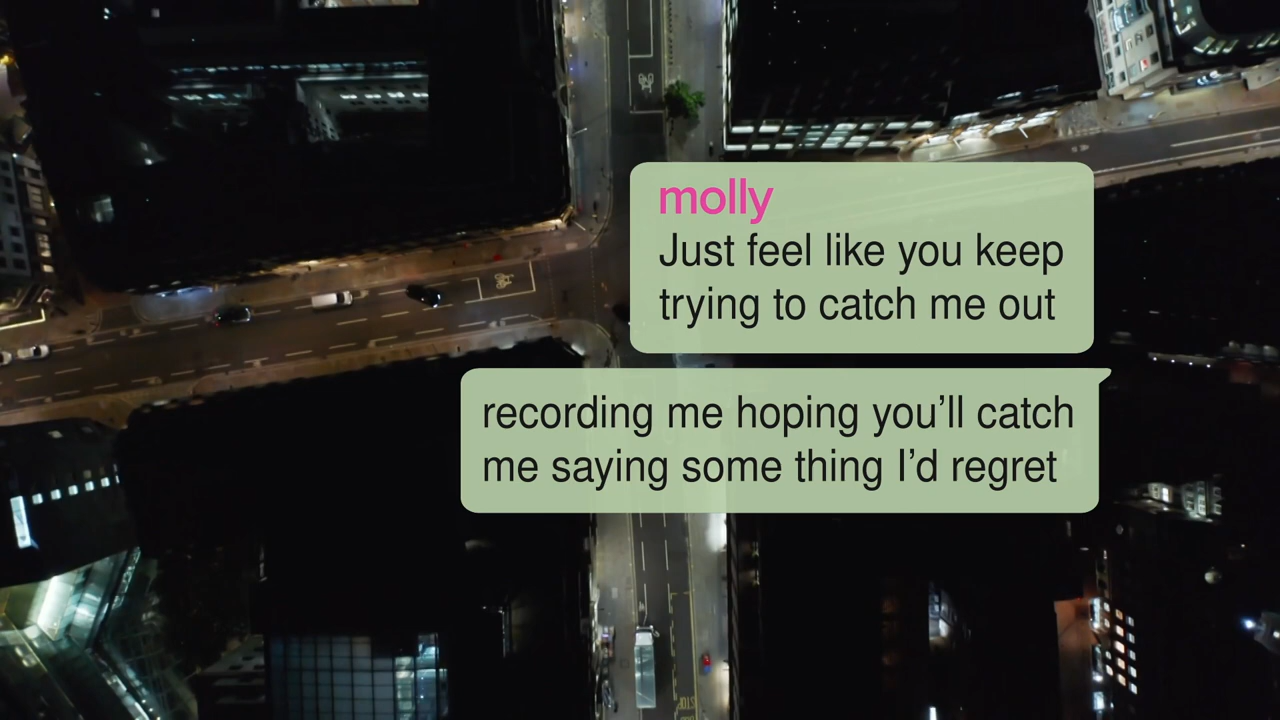 molly
Just feel like you keep
trying to catch me out
recording me hoping you’ll catch
me saying some thing I’d regret